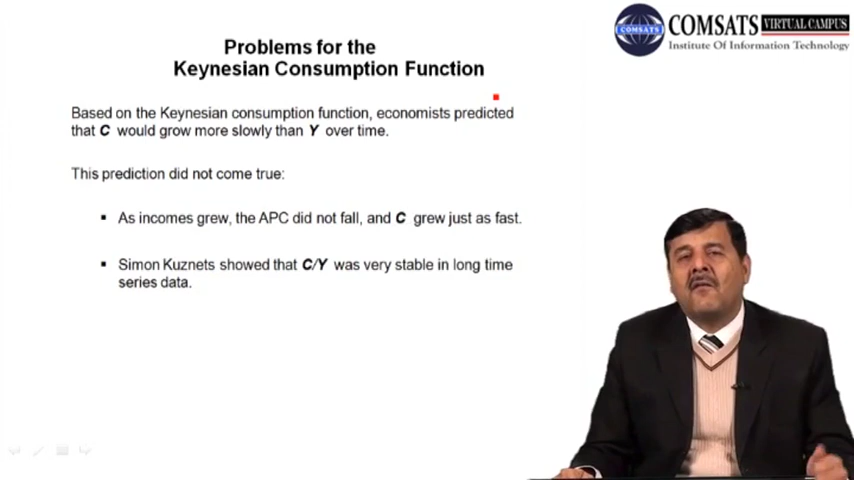 COMSATS VIRTUAL CAMPUS
COMSATS
Institute Of Information Technology
Problems for the
Keynesian Consumption Function
Based on the Keynesian consumption function, economists predicted
that C would grow more slowly than Y over time.
This prediction did not come true:
▪ As incomes grew, the APC did not fall, and C grew just as fast.
▪ Simon Kuznets showed that C/Y was very stable in long time
series data.